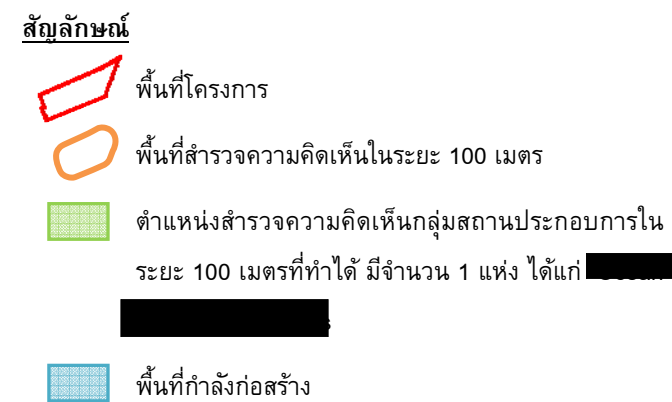 สัญลักษณ์
พื้นที่โครงการ
พื้นที่สำรวจความคิดเห็นในระยะ 100 เมตร
ตำแหน่งสำรวจความคิดเห็นกลุ่มสถานประกอบการใน
ระยะ 100 เมตรที่ทำได้ มีจำนวน 1 แห่ง ได้แก่
พื้นที่กำลังก่อสร้าง